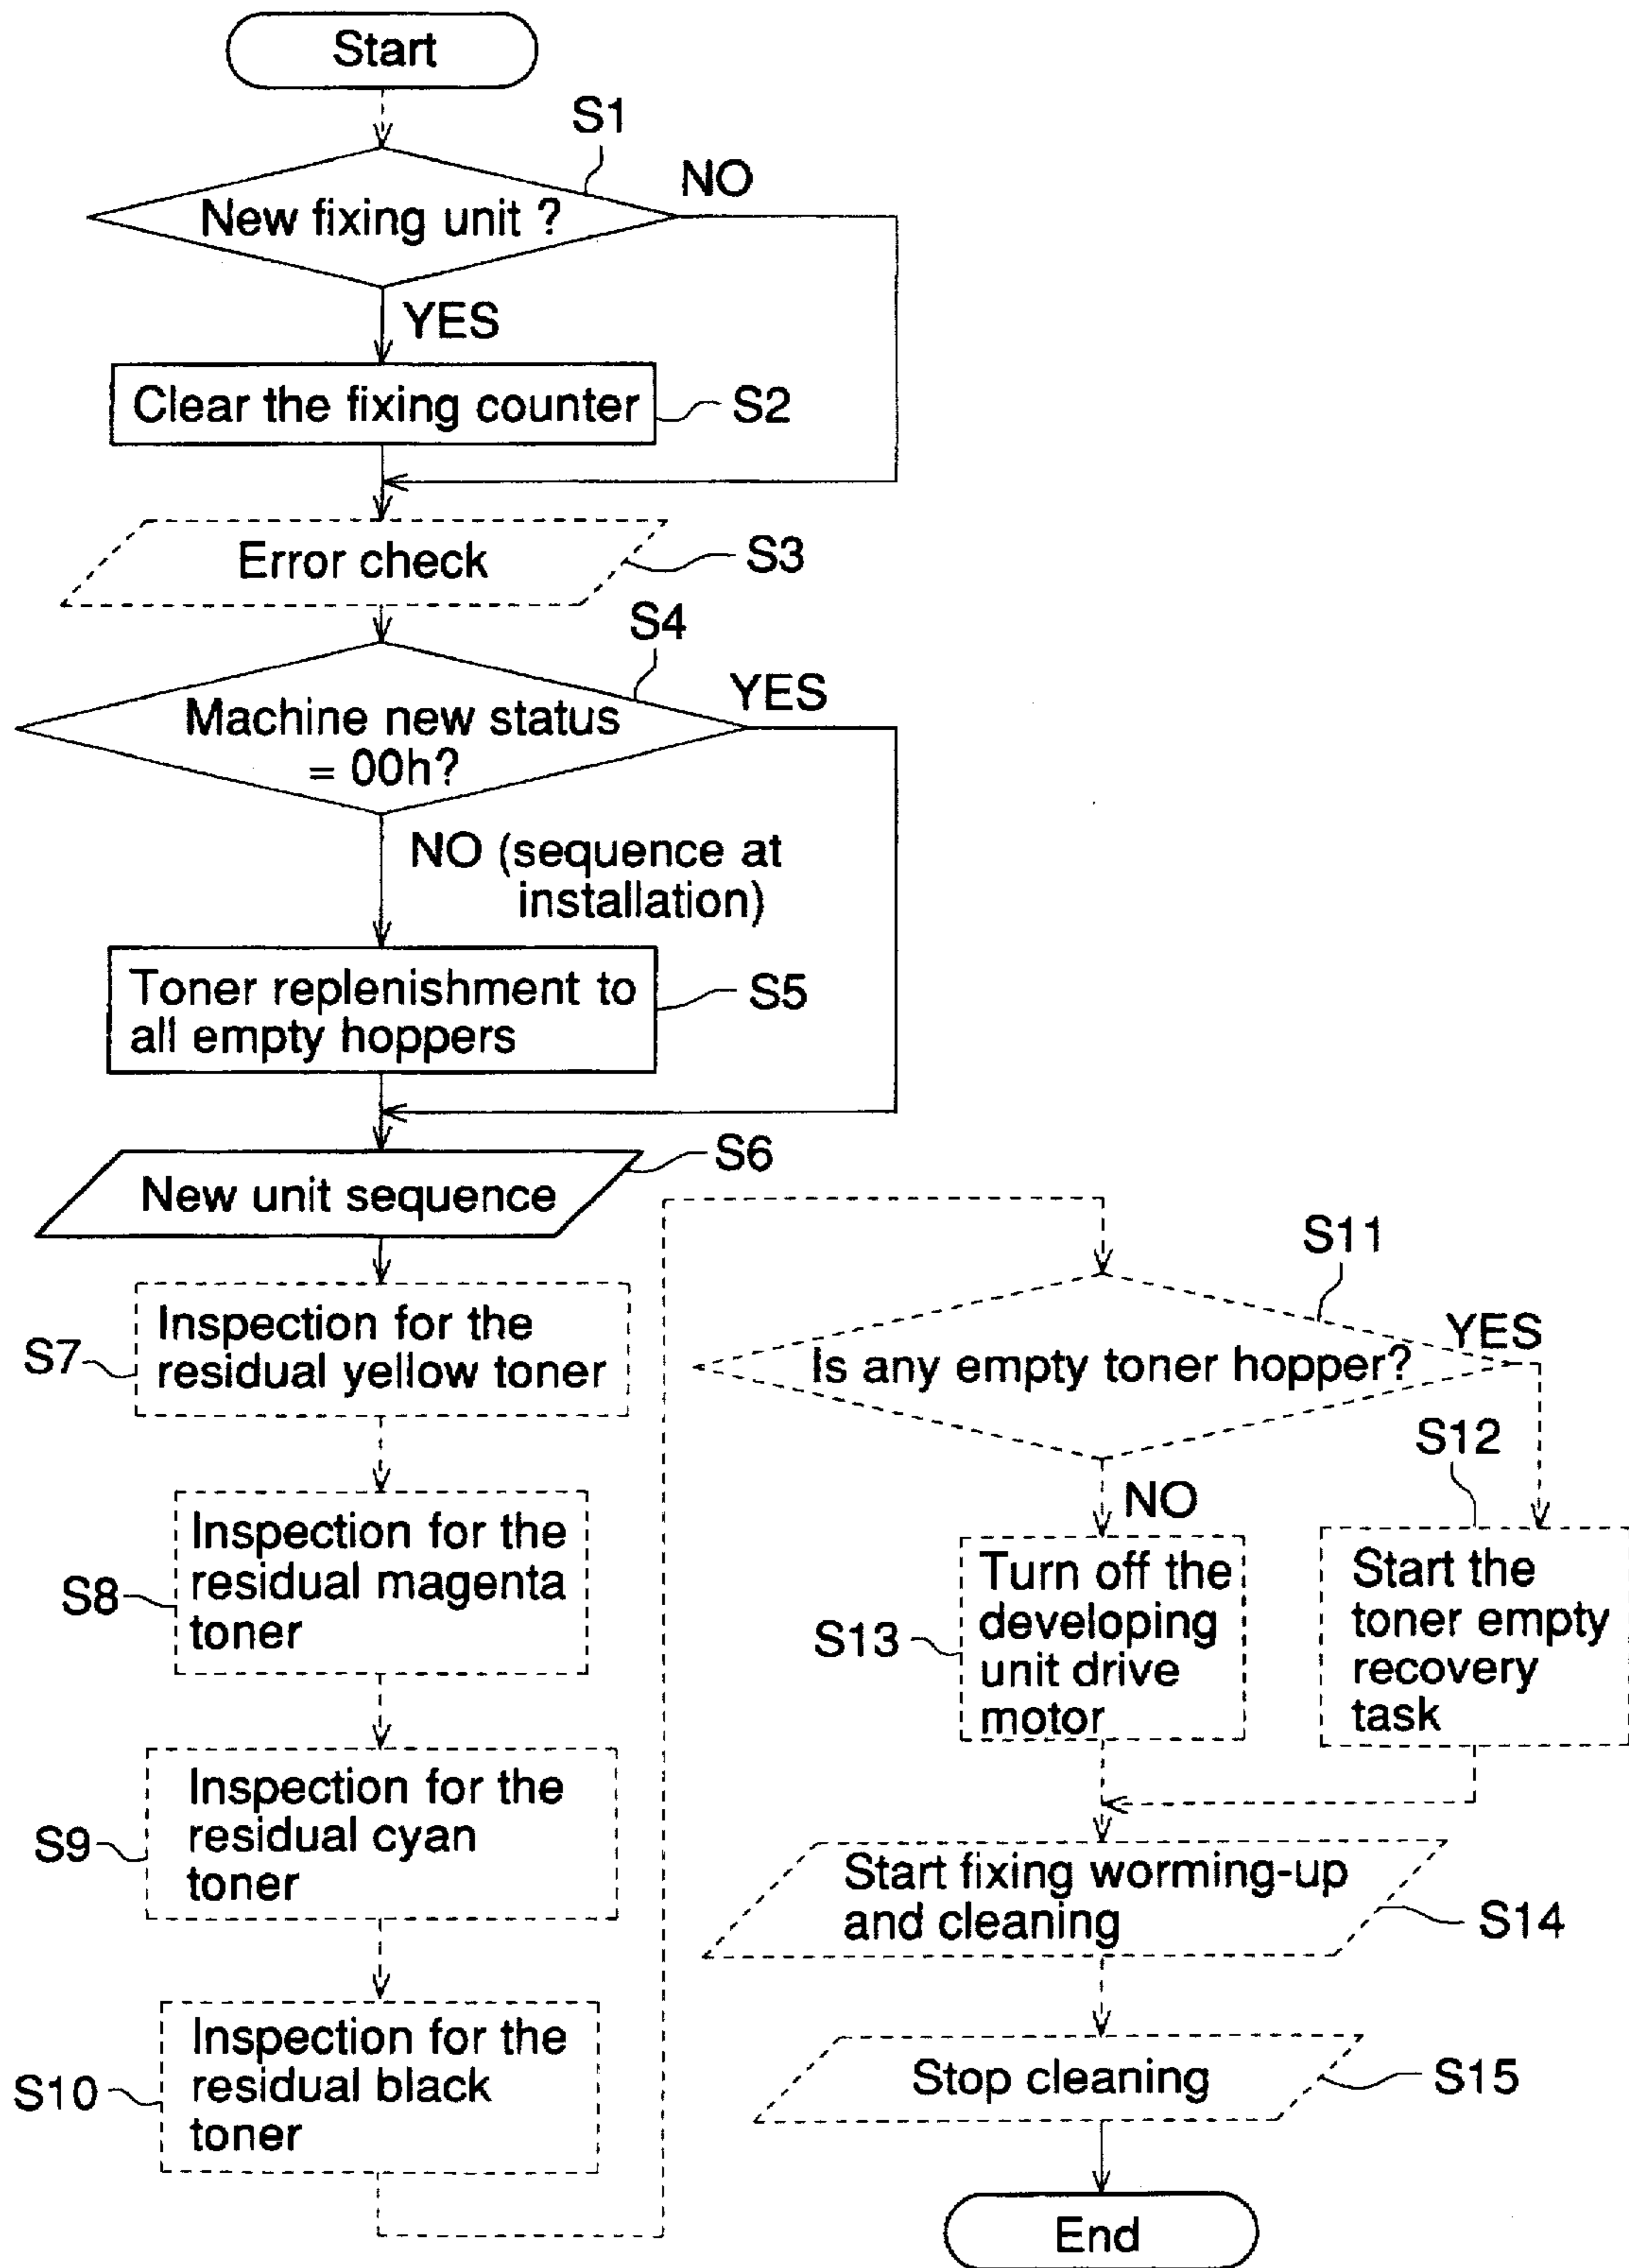 Start
S1
NO
New fixing unit ?
YES
Clear the fixing counter
S2
Error check
S3
S4
YES
Machine new status
= 00h?
NO (sequence at
installation)
Toner replenishment to
all empty hoppers
S5
New unit sequence
S6
S7
Inspection for the
residual yellow toner
S8
Inspection for the
residual magenta
toner
S9
Inspection for the
residual cyan
toner
S10
Inspection for the
residual black
toner
S11
YES
Is any empty toner hopper?
S12
NO
S13
Turn off the
developing
unit drive
motor
Start the
toner empty
recovery
task
Start fixing worming-up
and cleaning
S14
Stop cleaning
S15
End